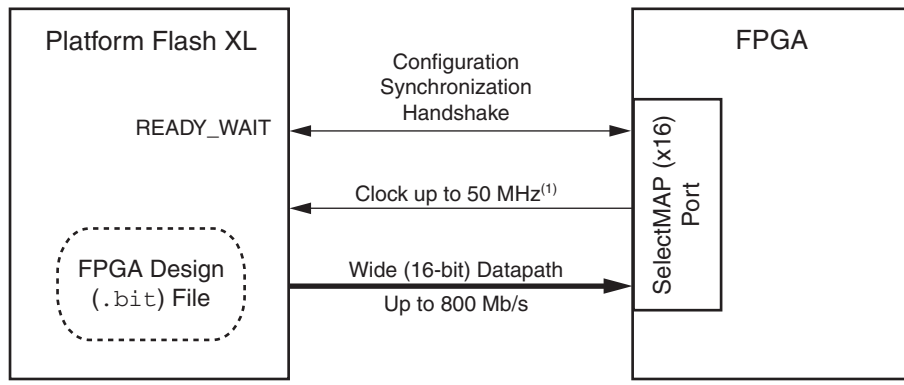 Platform Flash XL
FPGA
Configuration
Synchronization
Handshake
READY_WAIT
SelectMAP (x16)
Port
Clock up to 50 MHz(1)
FPGA Design
(.bit) File
Wide (16-bit) Datapath
Up to 800 Mb/s